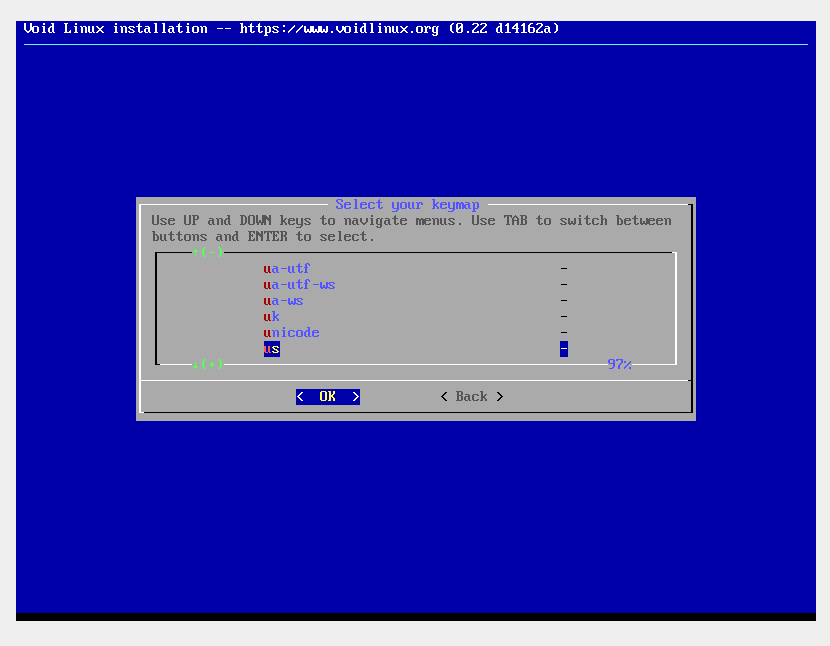 Void Linux installation -- https://www.voidlinux.org (0.22 d14162a)
Select your keymap
Use UP and DOWN keys to navigate menus. Use TAB to switch between
buttons and ENTER to select.
↑(-)
ua-utf -
ua-utf-ws -
ua-ws -
uk -
unicode -
us -
↓(+) 97%
< OK > < Back >